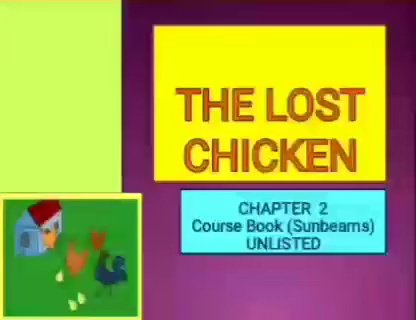 THE LOST
CHICKEN
CHAPTER 2
Course Book (Sunbeams)
UNLISTED